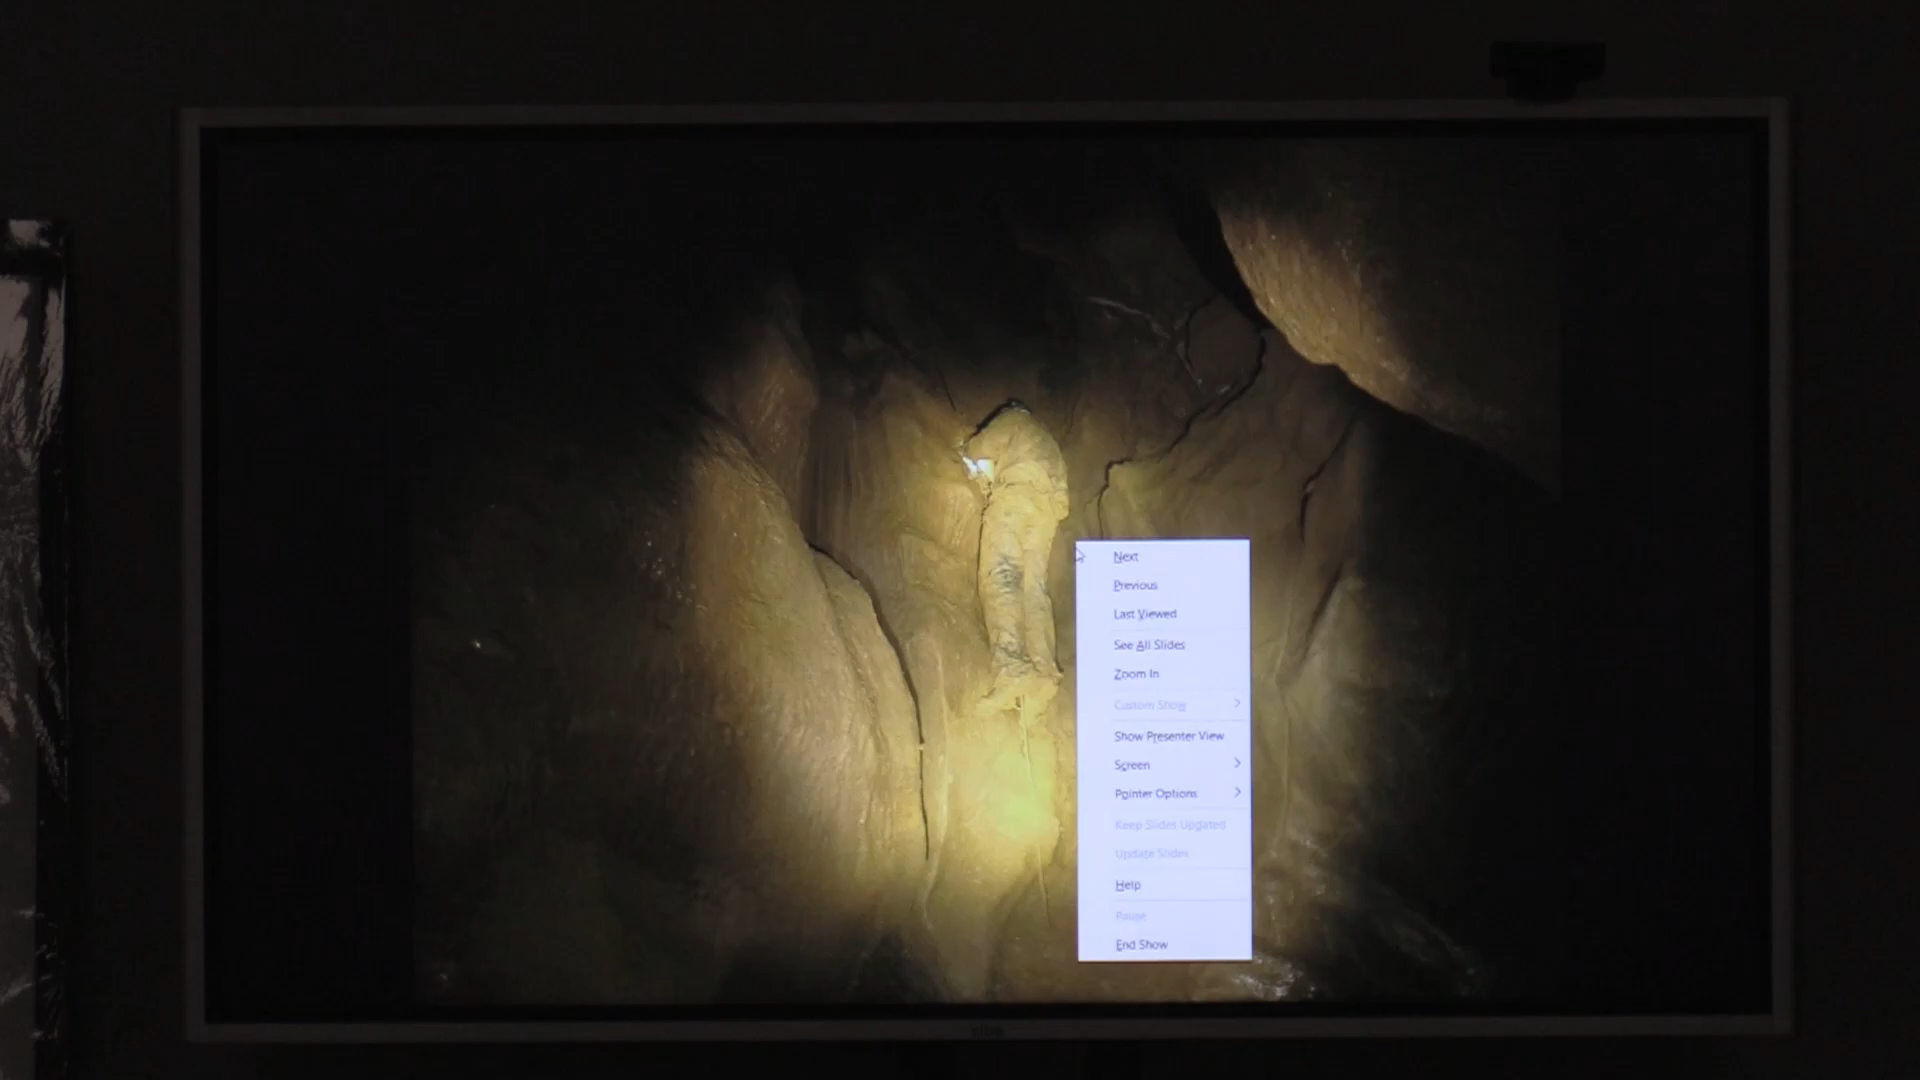 Next
Previous
Last Viewed
See All Slides
Zoom In
Custom Show
Show Presenter View
Screen
Pointer Options
Keep Slides Updated
Update Slides
Help
Pause
End Show